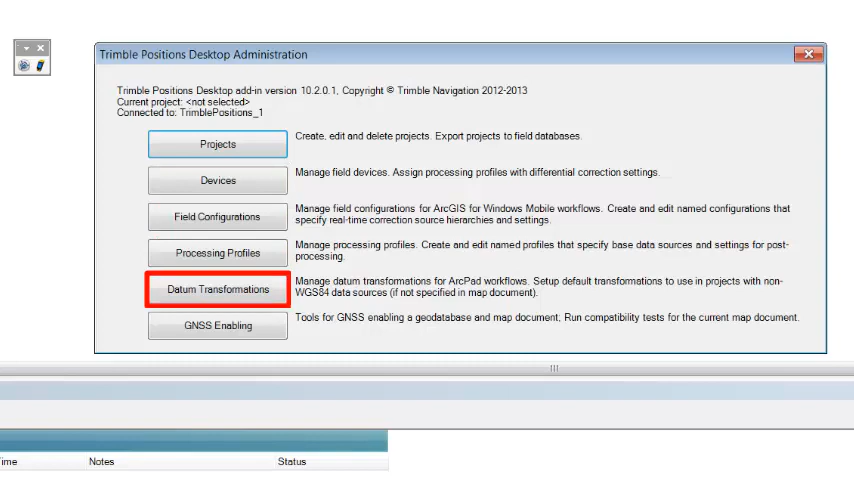 Trimble Positions Desktop Administration
Trimble Positions Desktop add-in version 10.2.0.1, Copyright © Trimble Navigation 2012-2013
Current project: <not selected>
Connected to: TrimblePositions_1
Projects
Create, edit and delete projects. Export projects to field databases.
Devices
Manage field devices. Assign processing profiles with differential correction settings.
Field Configurations
Manage field configurations for ArcGIS for Windows Mobile workflows. Create and edit named configurations that
specify real-time correction source hierarchies and settings.
Processing Profiles
Manage processing profiles. Create and edit named profiles that specify base data sources and settings for post-
processing.
Datum Transformations
Manage datum transformations for ArcPad workflows. Setup default transformations to use in projects with non-
WGS84 data sources (if not specified in map document).
GNSS Enabling
Tools for GNSS enabling a geodatabase and map document; Run compatibility tests for the current map document.
Notes Status